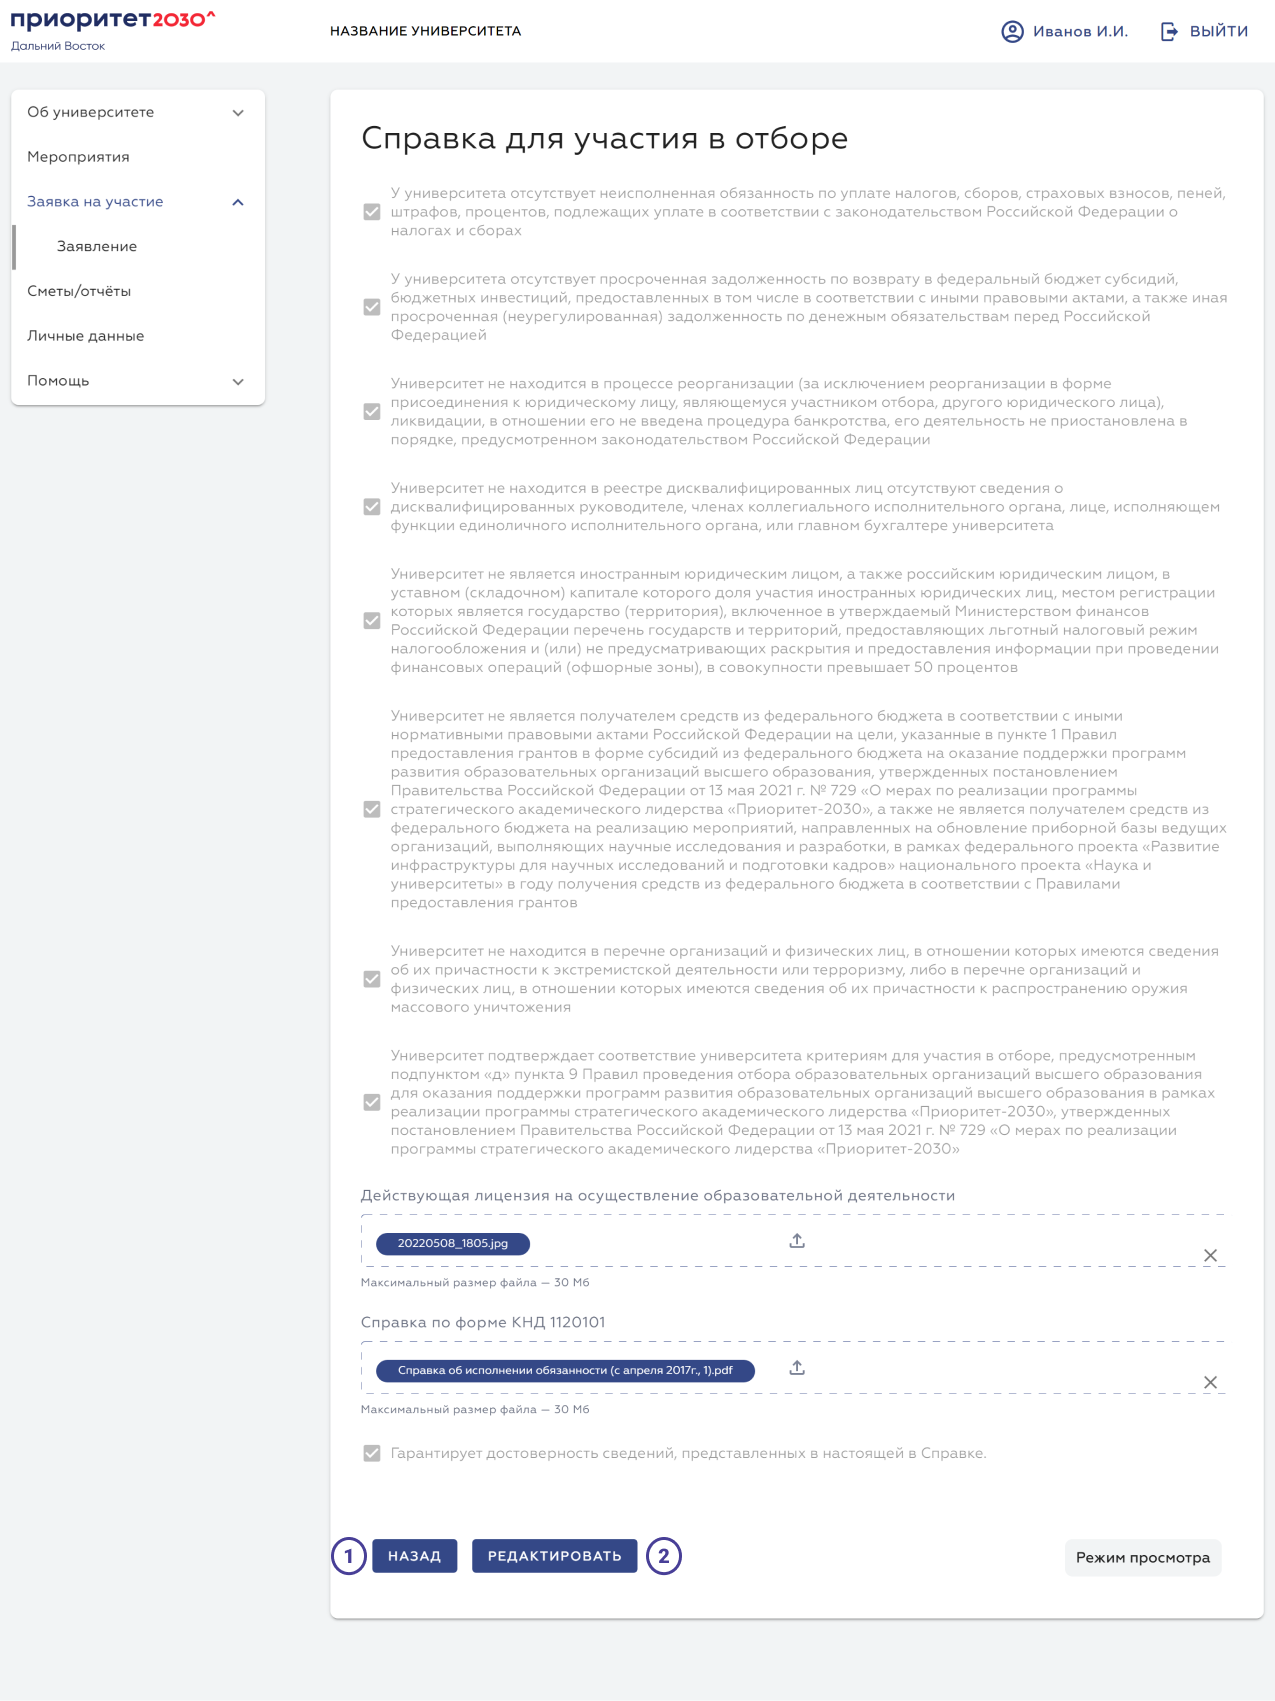 приоритет2030^
Дальний Восток
НАЗВАНИЕ УНИВЕРСИТЕТА
Иванов И.И.
ВЫЙТИ
Об университете
Мероприятия
Заявка на участие
Заявление
Сметы/отчёты
Личные данные
Помощь
Справка для участия в отборе
У университета отсутствует неисполненная обязанность по уплате налогов, сборов, страховых взносов, пеней,
штрафов, процентов, подлежащих уплате в соответствии с законодательством Российской Федерации о
налогах и сборах
У университета отсутствует просроченная задолженность по возврату в федеральный бюджет субсидий,
бюджетных инвестиций, предоставленных в том числе в соответствии с иными правовыми актами, а также иная
просроченная (неурегулированная) задолженность по денежным обязательствам перед Российской
Федерацией
Университет не находится в процессе реорганизации (за исключением реорганизации в форме
присоединения к юридическому лицу, являющемуся участником отбора, другого юридического лица),
ликвидации, в отношении его не введена процедура банкротства, его деятельность не приостановлена в
порядке, предусмотренном законодательством Российской Федерации
Университет не находится в реестре дисквалифицированных лиц отсутствуют сведения о
дисквалифицированных руководителе, членах коллегиального исполнительного органа, лице, исполняющем
функции единоличного исполнительного органа, или главном бухгалтере университета
Университет не является иностранным юридическим лицом, а также российским юридическим лицом, в
уставном (складочном) капитале которого доля участия иностранных юридических лиц, местом регистрации
которых является государство (территория), включенное в утверждаемый Министерством финансов
Российской Федерации перечень государств и территорий, предоставляющих льготный налоговый режим
налогообложения и (или) не предусматривающих раскрытия и предоставления информации при проведении
финансовых операций (офшорные зоны), в совокупности превышает 50 процентов
Университет не является получателем средств из федерального бюджета в соответствии с иными
нормативными правовыми актами Российской Федерации на цели, указанные в пункте 1 Правил
предоставления грантов в форме субсидий из федерального бюджета на оказание поддержки программ
развития образовательных организаций высшего образования, утвержденных постановлением
Правительства Российской Федерации от 13 мая 2021 г. № 729 «О мерах по реализации программы
стратегического академического лидерства «Приоритет-2030», а также не является получателем средств из
федерального бюджета на реализацию мероприятий, направленных на обновление приборной базы ведущих
организаций, выполняющих научные исследования и разработки, в рамках федерального проекта «Развитие
инфраструктуры для научных исследований и подготовки кадров» национального проекта «Наука и
университеты» в году получения средств из федерального бюджета в соответствии с Правилами
предоставления грантов
Университет не находится в перечне организаций и физических лиц, в отношении которых имеются сведения
об их причастности к экстремистской деятельности или терроризму, либо в перечне организаций и
физических лиц, в отношении которых имеются сведения об их причастности к распространению оружия
массового уничтожения
Университет подтверждает соответствие университета критериям для участия в отборе, предусмотренным
подпунктом «д» пункта 9 Правил проведения отбора образовательных организаций высшего образования
для оказания поддержки программ развития образовательных организаций высшего образования в рамках
реализации программы стратегического академического лидерства «Приоритет-2030», утвержденных
постановлением Правительства Российской Федерации от 13 мая 2021 г. № 729 «О мерах по реализации
программы стратегического академического лидерства «Приоритет-2030»
Действующая лицензия на осуществление образовательной деятельности
20220508_1805.jpg
Максимальный размер файла — 30 Мб
Справка по форме КНД 1120101
Справка об исполнении обязанности (с апреля 2017г., 1).pdf
Максимальный размер файла — 30 Мб
Гарантирует достоверность сведений, представленных в настоящей в Справке.
1
НАЗАД
РЕДАКТИРОВАТЬ
2
Режим просмотра